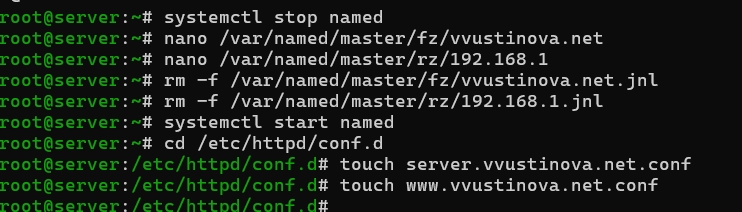 root@server:~# systemctl stop named
root@server:~# nano /var/named/master/fz/vvustinova.net
root@server:~# nano /var/named/master/rz/192.168.1
root@server:~# rm -f /var/named/master/fz/vvustinova.net.jnl
root@server:~# rm -f /var/named/master/rz/192.168.1.jnl
root@server:~# systemctl start named
root@server:~# cd /etc/httpd/conf.d
root@server:/etc/httpd/conf.d# touch server.vvustinova.net.conf
root@server:/etc/httpd/conf.d# touch www.vvustinova.net.conf
root@server:/etc/httpd/conf.d#